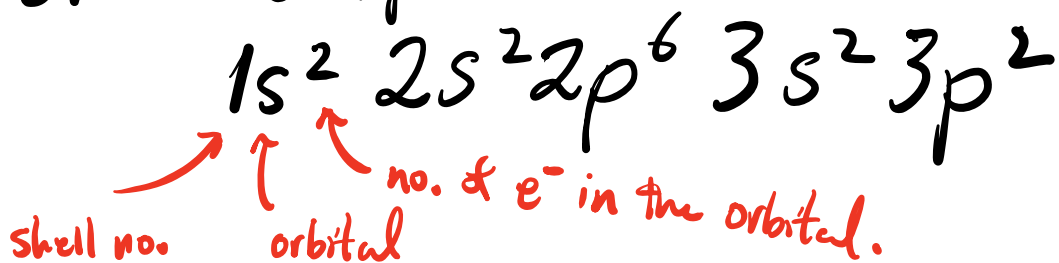 1s² 2s² 2p⁶ 3s² 3p²
no. of e⁻ in the orbital.
shell no. orbital